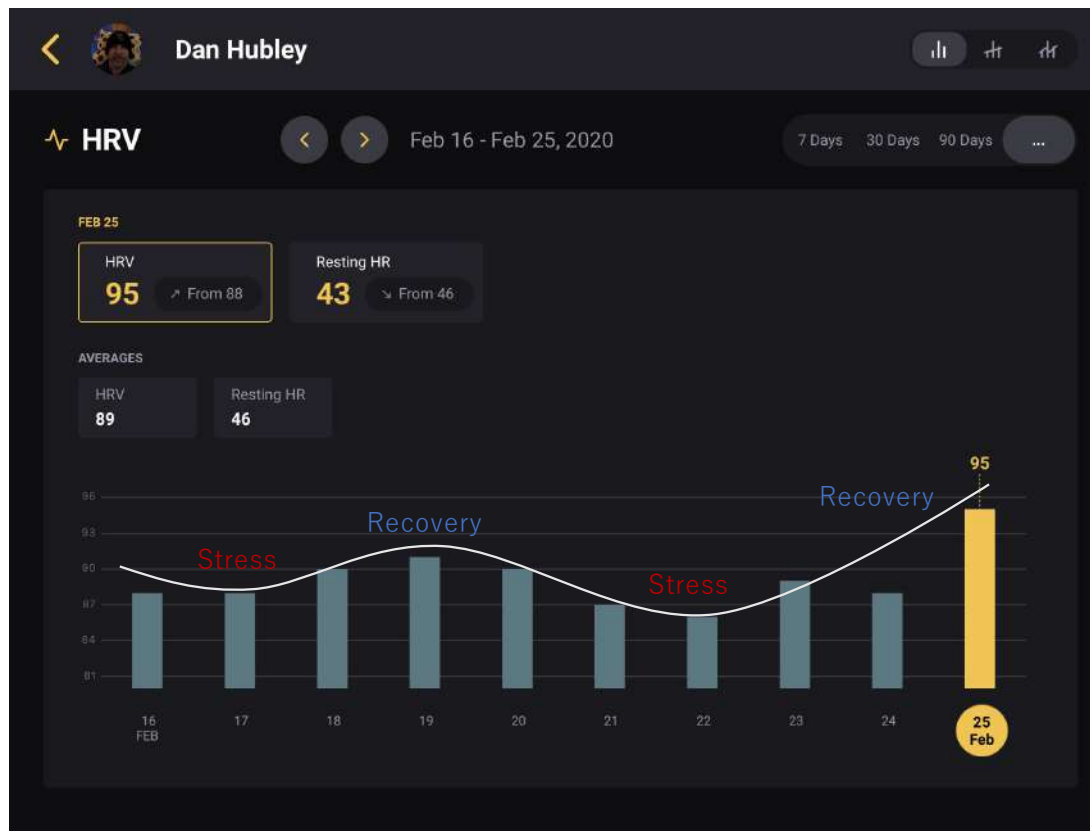 Dan Hubley
HRV
Feb 16 - Feb 25, 2020
7 Days 30 Days 90 Days ...
FEB 25
HRV
95 From 88
Resting HR
43 From 46
AVERAGES
HRV
89
Resting HR
46
95
96
93
90
87
84
81
Stress
Recovery
Stress
Recovery
16
FEB
17
18
19
20
21
22
23
24
25
Feb